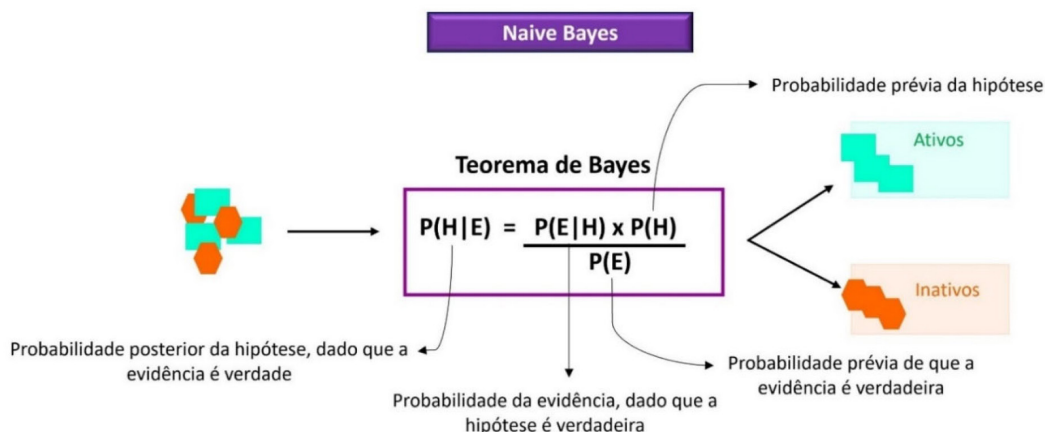 Naive Bayes
Probabilidade prévia da hipótese
Ativos
Teorema de Bayes
P(H|E) = P(E|H) x P(H)
P(E)
Inativos
Probabilidade posterior da hipótese, dado que a
evidência é verdade
Probabilidade prévia de que a
evidência é verdadeira
Probabilidade da evidência, dado que a
hipótese é verdadeira